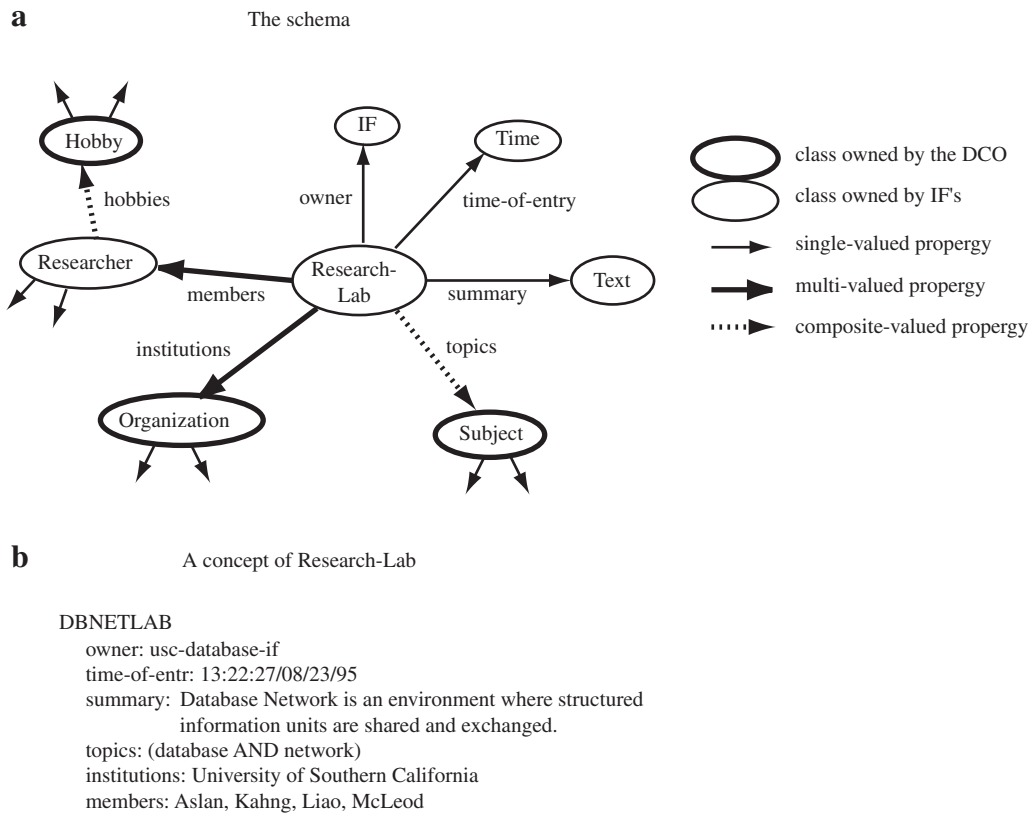 a
The schema
Hobby
IF
Time
class owned by the DCO
hobbies
owner
time-of-entry
class owned by IF's
Researcher
Research-
Lab
Text
single-valued propergy
members
summary
multi-valued propergy
institutions
topics
composite-valued propergy
Organization
Subject
b
A concept of Research-Lab
DBNETLAB
owner: usc-database-if
time-of-entr: 13:22:27/08/23/95
summary: Database Network is an environment where structured
information units are shared and exchanged.
topics: (database AND network)
institutions: University of Southern California
members: Aslan, Kahng, Liao, McLeod